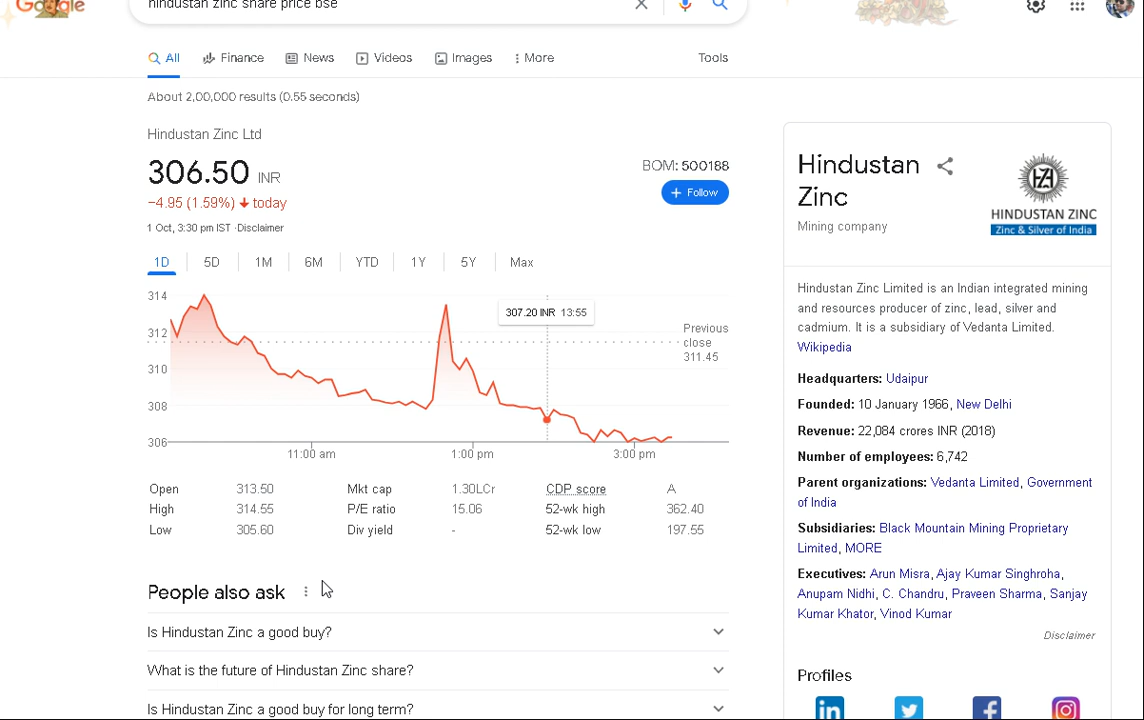 Google
hindustan zinc share price bse
All Finance News Videos Images More Tools
About 2,00,000 results (0.55 seconds)
Hindustan Zinc Ltd
306.50 INR
−4.95 (1.59%) today
1 Oct, 3:30 pm IST · Disclaimer
BOM: 500188
+ Follow
1D 5D 1M 6M YTD 1Y 5Y Max
314
312
310
308
306
307.20 INR 13:55
Previous
close
311.45
11:00 am 1:00 pm 3:00 pm
Open 313.50 Mkt cap 1.30LCr CDP score A
High 314.55 P/E ratio 15.06 52-wk high 362.40
Low 305.60 Div yield - 52-wk low 197.55
People also ask
Is Hindustan Zinc a good buy?
What is the future of Hindustan Zinc share?
Is Hindustan Zinc a good buy for long term?
Hindustan
Zinc
Mining company
HZ
HINDUSTAN ZINC
Zinc & Silver of India
Hindustan Zinc Limited is an Indian integrated mining
and resources producer of zinc, lead, silver and
cadmium. It is a subsidiary of Vedanta Limited.
Wikipedia
Headquarters: Udaipur
Founded: 10 January 1966, New Delhi
Revenue: 22,084 crores INR (2018)
Number of employees: 6,742
Parent organizations: Vedanta Limited, Government
of India
Subsidiaries: Black Mountain Mining Proprietary
Limited, MORE
Executives: Arun Misra, Ajay Kumar Singhroha,
Anupam Nidhi, C. Chandru, Praveen Sharma, Sanjay
Kumar Khator, Vinod Kumar
Disclaimer
Profiles
in
f